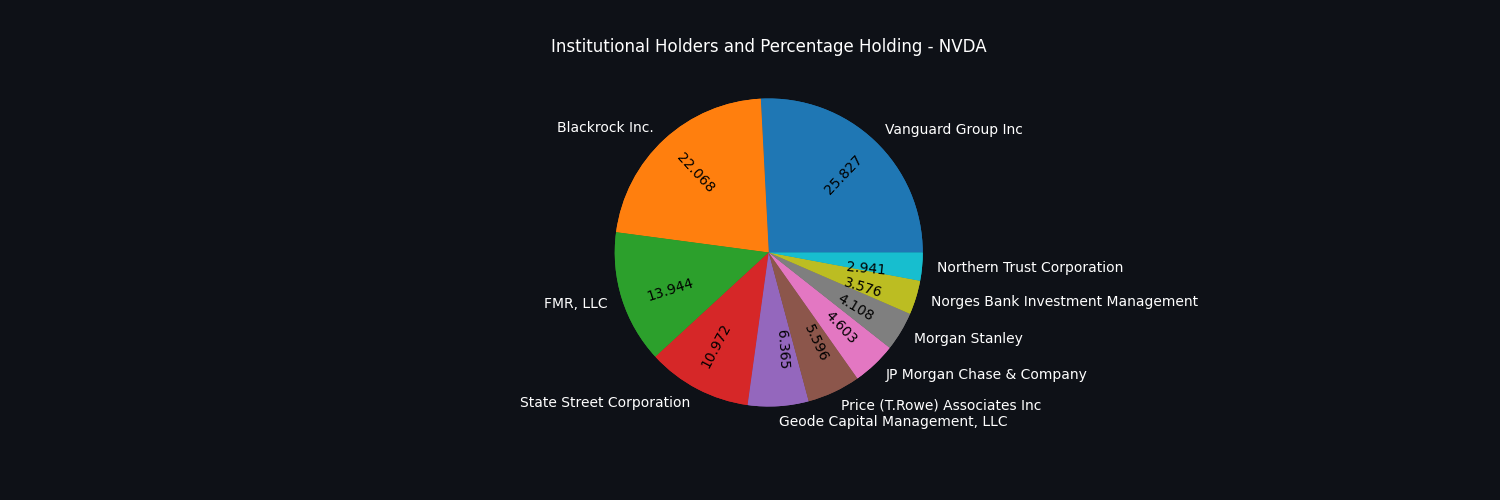 Institutional Holders and Percentage Holding - NVDA
Blackrock Inc.
Vanguard Group Inc
22.068
25.827
Northern Trust Corporation
2.941
3.576
Norges Bank Investment Management
FMR, LLC
13.944
4.108
Morgan Stanley
4.603
JP Morgan Chase & Company
10.972
6.365
5.596
State Street Corporation
Price (T.Rowe) Associates Inc
Geode Capital Management, LLC